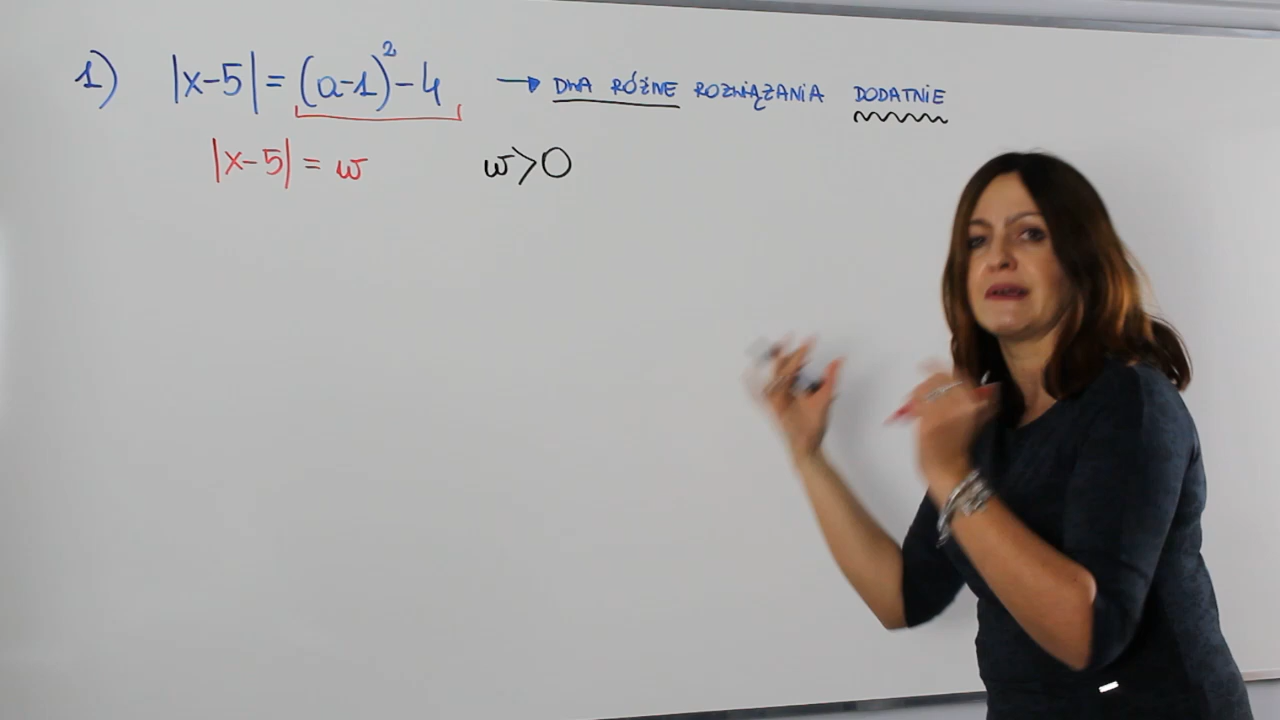 1) |x-5| = (a-1)² - 4 → DWA RÓŻNE ROZWIĄZANIA DODATNIE
|x-5| = w w>0